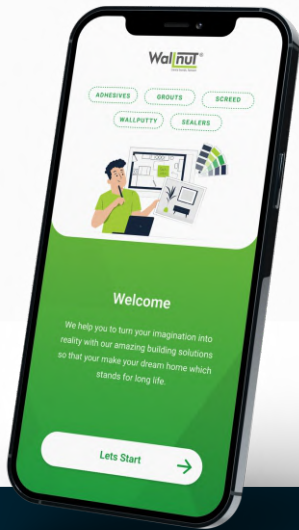 Wallnut®
ADHESIVES GROUTS SCREED
WALLPUTTY SEALERS
Welcome
We help you to turn your imagination into
reality with our amazing building solutions
so that your make your dream home which
stands for long life.
Lets Start